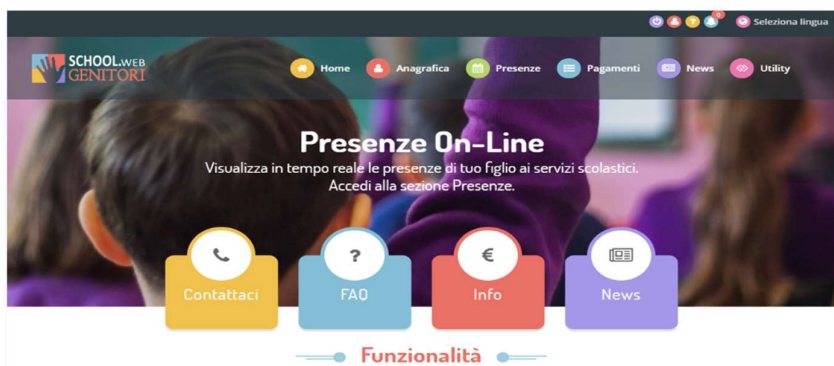 0
Seleziona lingua
SCHOOL.WEB
GENITORI
Home Anagrafica Presenze Pagamenti News Utility
Presenze On-Line
Visualizza in tempo reale le presenze di tuo figlio ai servizi scolastici.
Accedi alla sezione Presenze.
Contattaci FAQ Info News
Funzionalità